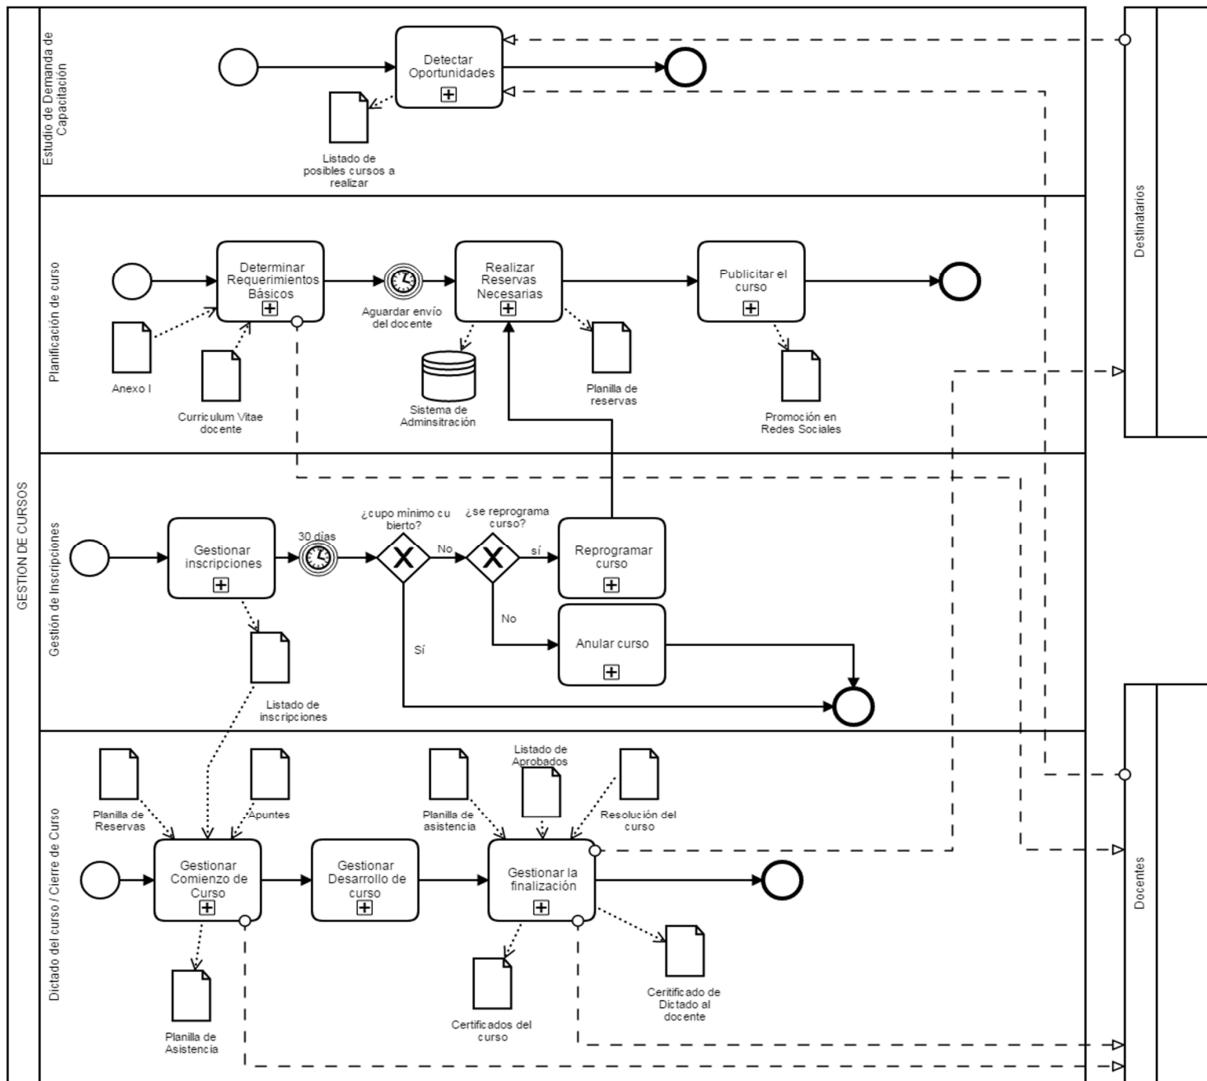 GESTION DE CURSOS
Estudio de Demanda de
Capacitación
Detectar
Oportunidades
Listado de
posibles cursos a
realizar
Destinatarios
Planificación de curso
Determinar
Requerimientos
Básicos
Aguardar envío
del docente
Realizar
Reservas
Necesarias
Publicitar el
curso
Anexo I
Curriculum Vitae
docente
Sistema de
Adminsitración
Planilla de
reservas
Promoción en
Redes Sociales
Gestión de Inscripciones
Gestionar
inscripciones
30 días
¿cupo mínimo cu
bierto?
No
¿se reprograma
curso?
sí
Reprogramar
curso
No
Anular curso
Sí
Listado de
inscripciones
Dictado del curso / Cierre de Curso
Planilla de
Reservas
Apuntes
Planilla de
asistencia
Listado de
Aprobados
Resolución del
curso
Gestionar
Comienzo de
Curso
Gestionar
Desarrollo de
curso
Gestionar la
finalización
Planilla de
Asistencia
Certificados del
curso
Ceritificado de
Dictado al
docente
Docentes